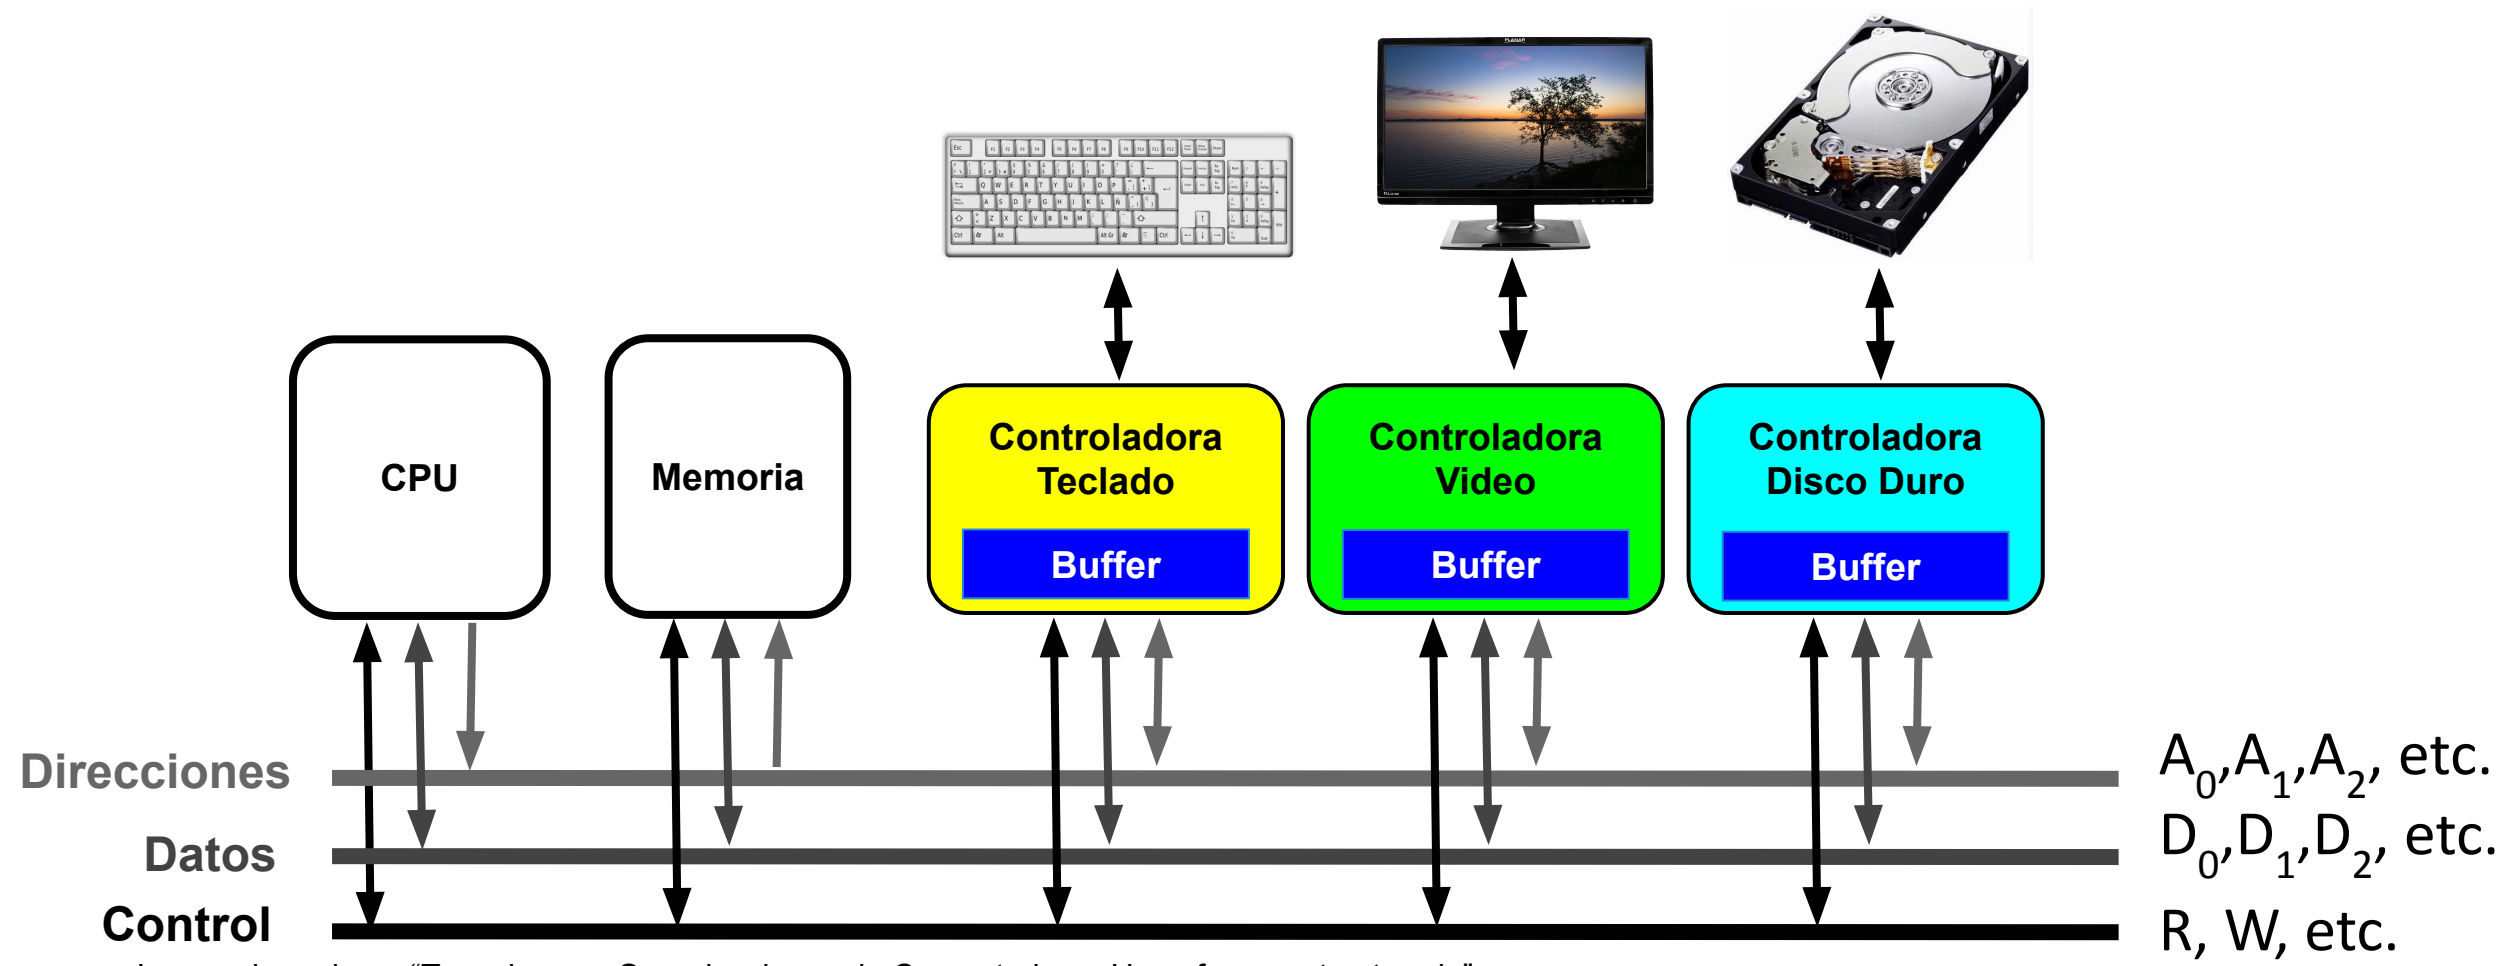 PLANAR
CPU
Memoria
Controladora
Teclado
Buffer
Controladora
Video
Buffer
Controladora
Disco Duro
Buffer
Direcciones
A0,A1,A2, etc.
Datos
D0,D1,D2, etc.
Control
R, W, etc.